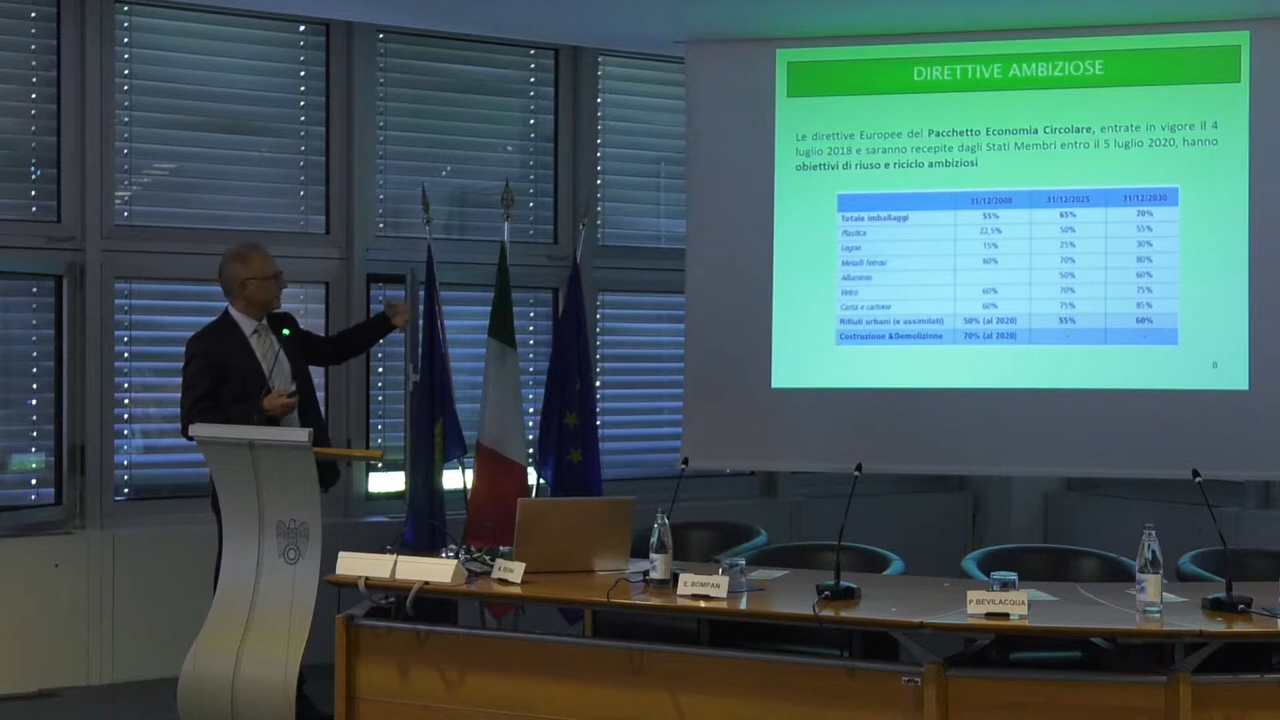 DIRETTIVE AMBIZIOSE
Le direttive Europee del Pacchetto Economia Circolare, entrate in vigore il 4
luglio 2018 e saranno recepite dagli Stati Membri entro il 5 luglio 2020, hanno
obiettivi di riuso e riciclo ambiziosi
31/12/2008 31/12/2025 31/12/2030
Totale imballaggi 55% 65% 70%
Plastica 22,5% 50% 55%
Legno 15% 25% 30%
Metalli ferrosi 60% 70% 80%
Alluminio 50% 60%
Vetro 60% 70% 75%
Carta e cartone 60% 75% 85%
Rifiuti urbani (e assimilati) 50% (al 2020) 55% 60%
Costruzione &Demolizione 70% (al 2020) - -
8
E. BOMPAN
P.BEVILACQUA